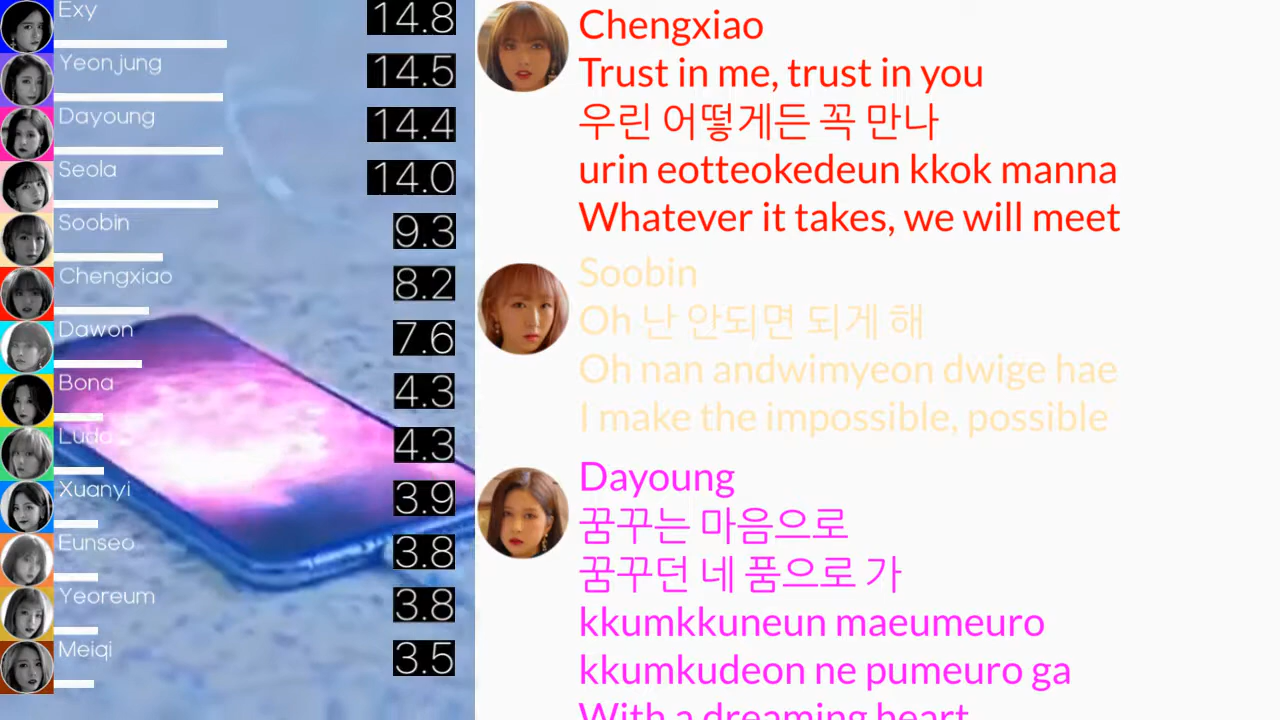 Exy
14.8
Yeonjung
14.5
Dayoung
14.4
Seola
14.0
Soobin
9.3
Chengxiao
8.2
Dawon
7.6
Bona
4.3
Luda
4.3
Xuanyi
3.9
Eunseo
3.8
Yeoreum
3.8
Meiqi
3.5
Chengxiao
Trust in me, trust in you
우린 어떻게든 꼭 만나
urin eotteokedeun kkok manna
Whatever it takes, we will meet
Soobin
Oh 난 안되면 되게 해
Oh nan andwimyeon dwige hae
I make the impossible, possible
Dayoung
꿈꾸는 마음으로
꿈꾸던 네 품으로 가
kkumkkuneun maeumeuro
kkumkudeon ne pumeuro ga
With a dreaming heart